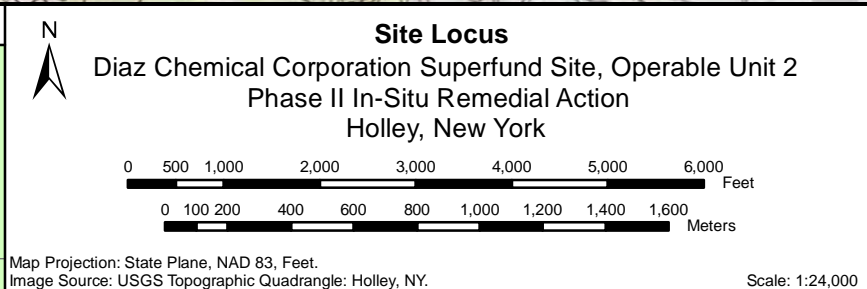 N
Site Locus
Diaz Chemical Corporation Superfund Site, Operable Unit 2
Phase II In-Situ Remedial Action
Holley, New York
0 500 1,000 2,000 3,000 4,000 5,000 6,000
Feet
0 100 200 400 600 800 1,000 1,200 1,400 1,600
Meters
Map Projection: State Plane, NAD 83, Feet.
Image Source: USGS Topographic Quadrangle: Holley, NY. Scale: 1:24,000